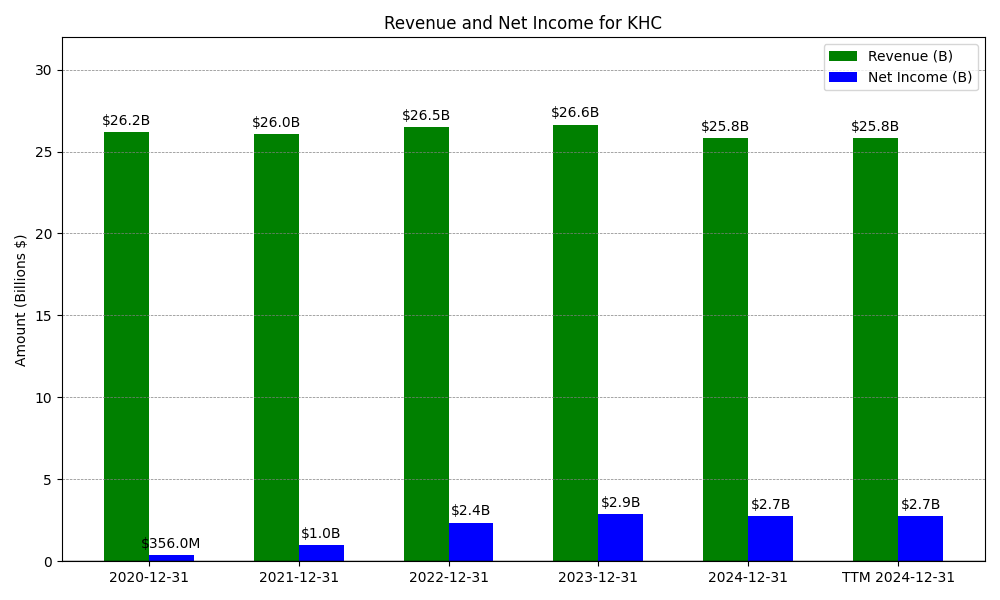 Revenue and Net Income for KHC
Revenue (B)
Net Income (B)
Amount (Billions $)
30
25
20
15
10
5
0
$26.2B
$26.0B
$26.5B
$26.6B
$25.8B
$25.8B
$356.0M
$1.0B
$2.4B
$2.9B
$2.7B
$2.7B
2020-12-31
2021-12-31
2022-12-31
2023-12-31
2024-12-31
TTM 2024-12-31